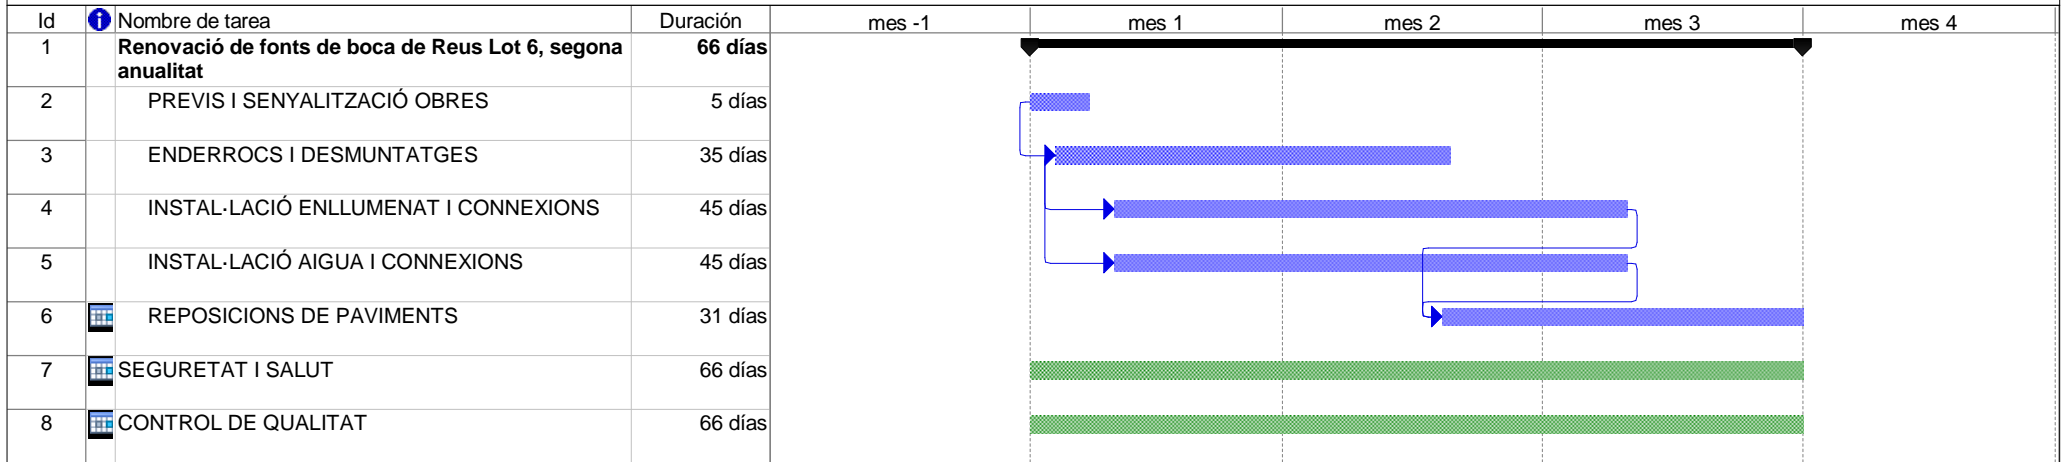 Id Nombre de tarea Duración mes -1 mes 1 mes 2 mes 3 mes 4
1 Renovació de fonts de boca de Reus Lot 6, segona 66 días
anualitat
2 PREVIS I SENYALITZACIÓ OBRES 5 días
3 ENDERROCS I DESMUNTATGES 35 días
4 INSTAL·LACIÓ ENLLUMENAT I CONNEXIONS 45 días
5 INSTAL·LACIÓ AIGUA I CONNEXIONS 45 días
6 REPOSICIONS DE PAVIMENTS 31 días
7 SEGURETAT I SALUT 66 días
8 CONTROL DE QUALITAT 66 días